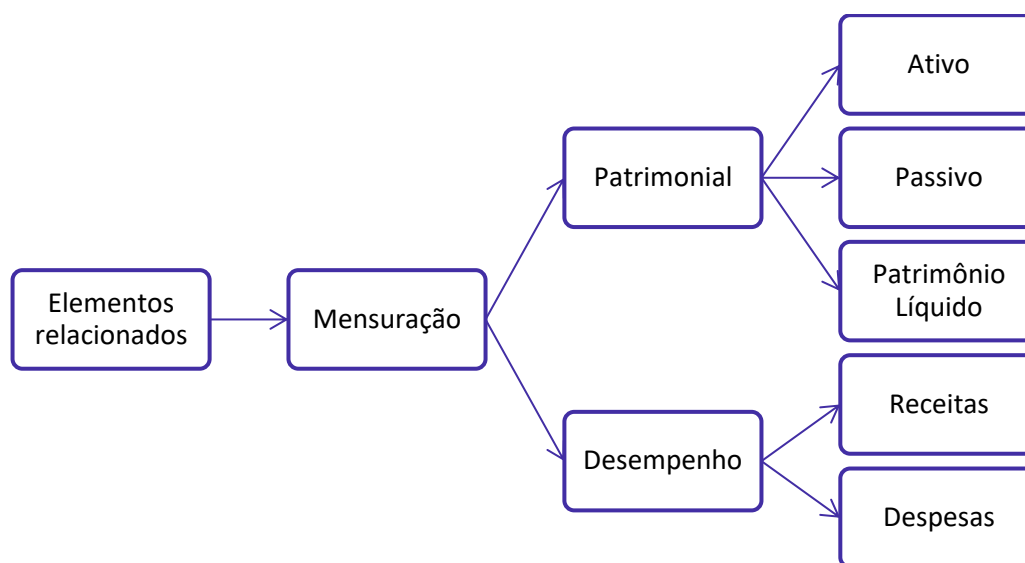 Elementos
relacionados
Mensuração
Patrimonial
Ativo
Passivo
Patrimônio
Líquido
Desempenho
Receitas
Despesas